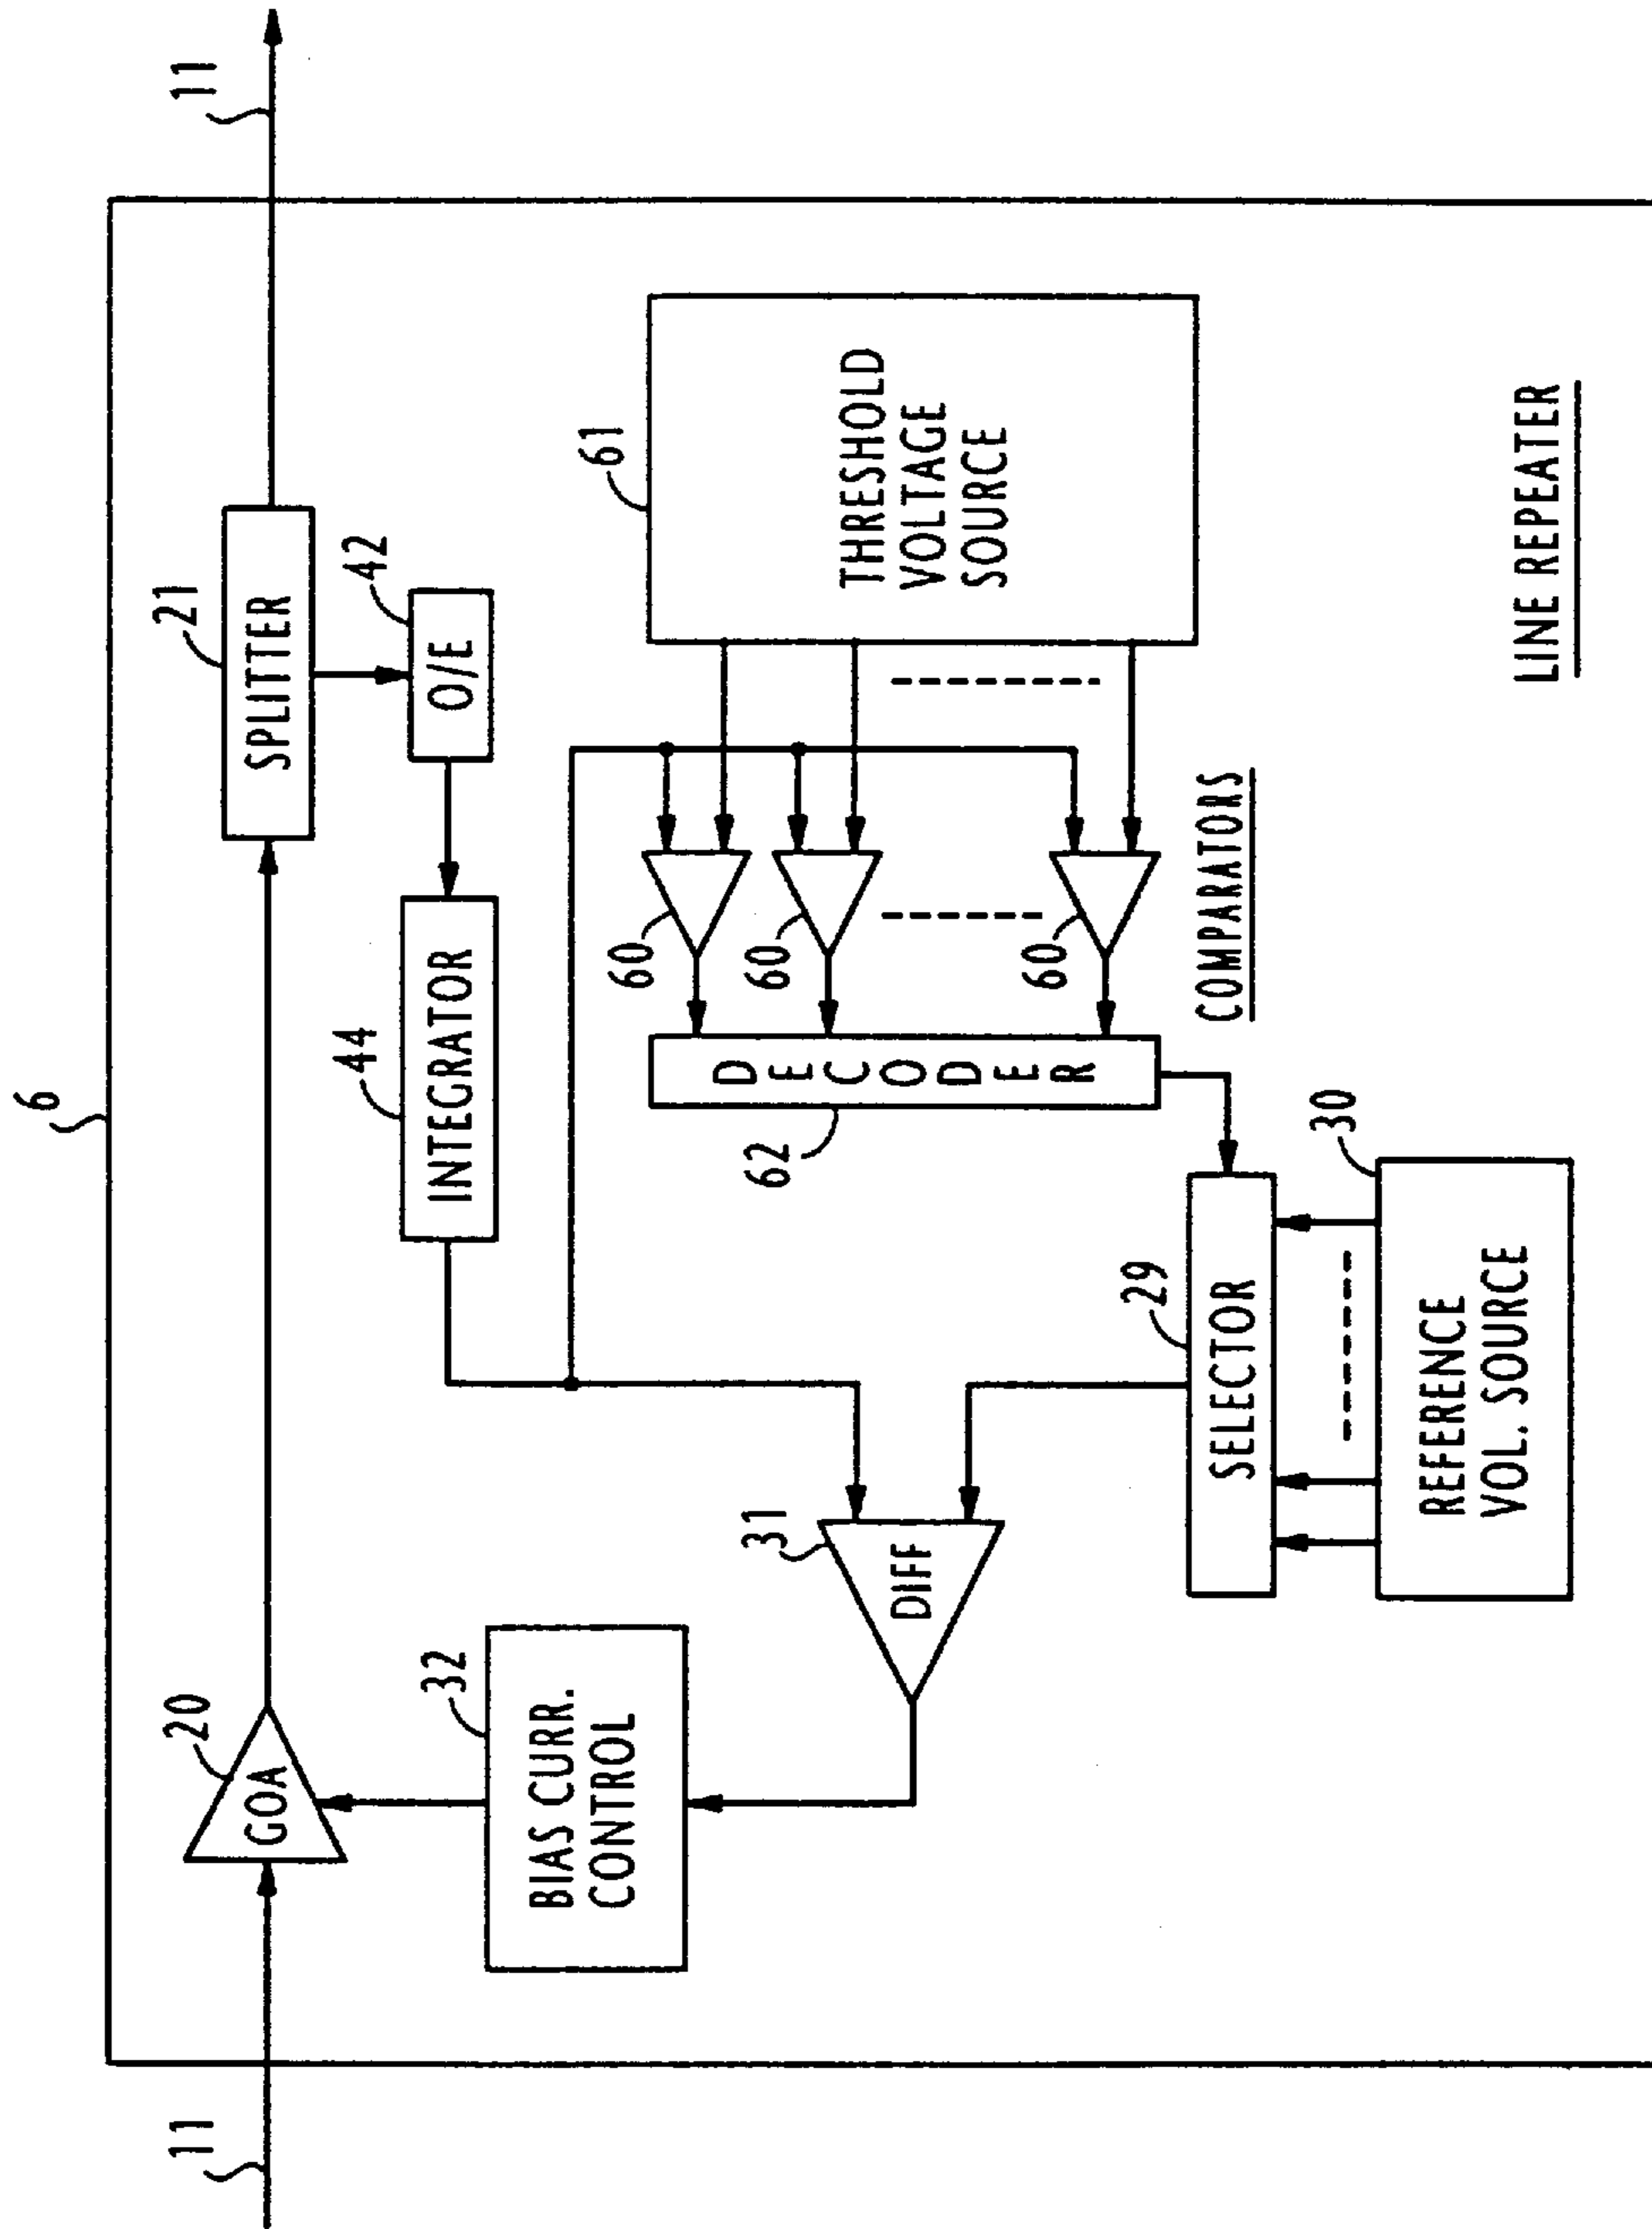 6
11
11
20
GOA
21
SPLITTER
42
O/E
44
INTEGRATOR
32
BIAS CURR.
CONTROL
31
DIFF
61
THRESHOLD
VOLTAGE
SOURCE
60
60
60
COMPARATORS
DECODER
62
29
SELECTOR
30
REFERENCE
VOL. SOURCE
LINE REPEATER